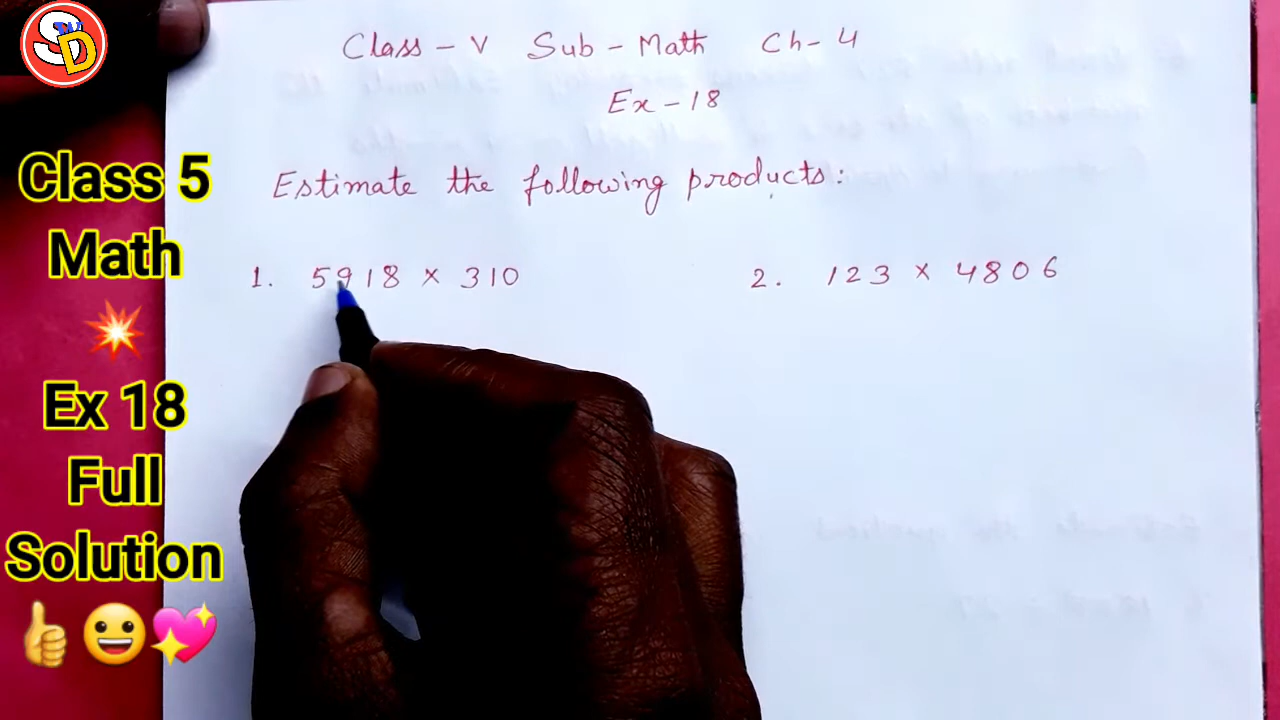 SWD
Class - V Sub - Math Ch - 4
Ex - 18
Estimate the following products:
1. 5918 × 310
2. 123 × 4806
Class 5
Math
💥
Ex 18
Full
Solution
👍😀💖